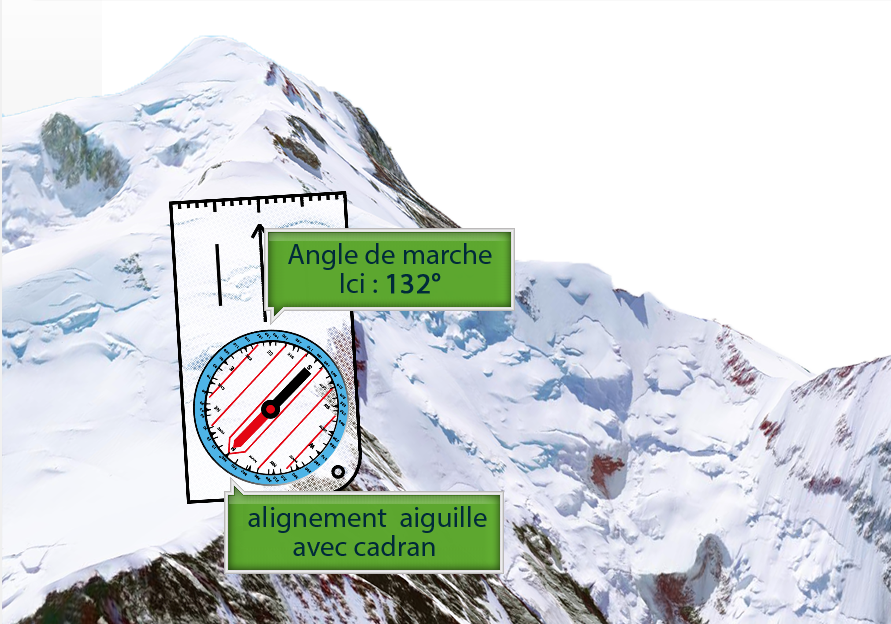 Angle de marche
Ici : 132°
alignement aiguille
avec cadran